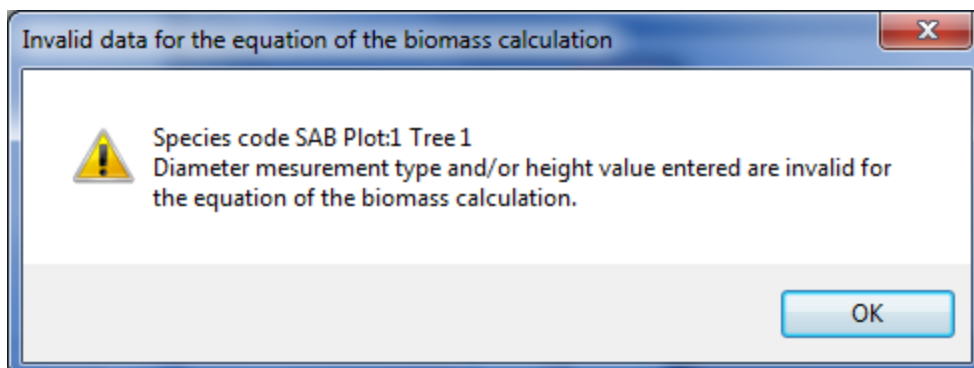 Invalid data for the equation of the biomass calculation
Species code SAB Plot:1 Tree 1
Diameter mesurement type and/or height value entered are invalid for
the equation of the biomass calculation.
OK